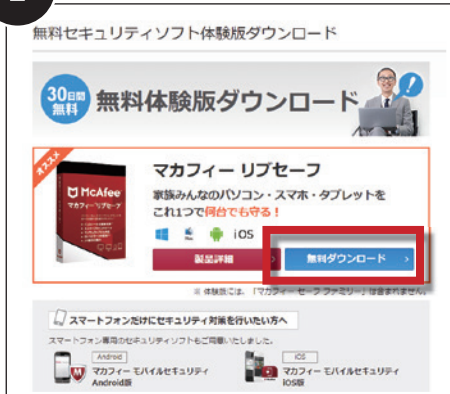 無料セキュリティソフト体験版ダウンロード
30日間
無料
無料体験版ダウンロード
オススメ
McAfee
マカフィー リブセーフ
マカフィー リブセーフ
家族みんなのパソコン・スマホ・タブレットを
これ1つで何台でも守る！
iOS
製品詳細
無料ダウンロード
※ 体験版には、「マカフィー セーフ ファミリー」は含まれません。
スマートフォンだけにセキュリティ対策を行いたい方へ
スマートフォン専用のセキュリティソフトもご用意いたしました。
Android
マカフィー モバイルセキュリティ
Android版
iOS
マカフィー モバイルセキュリティ
iOS版